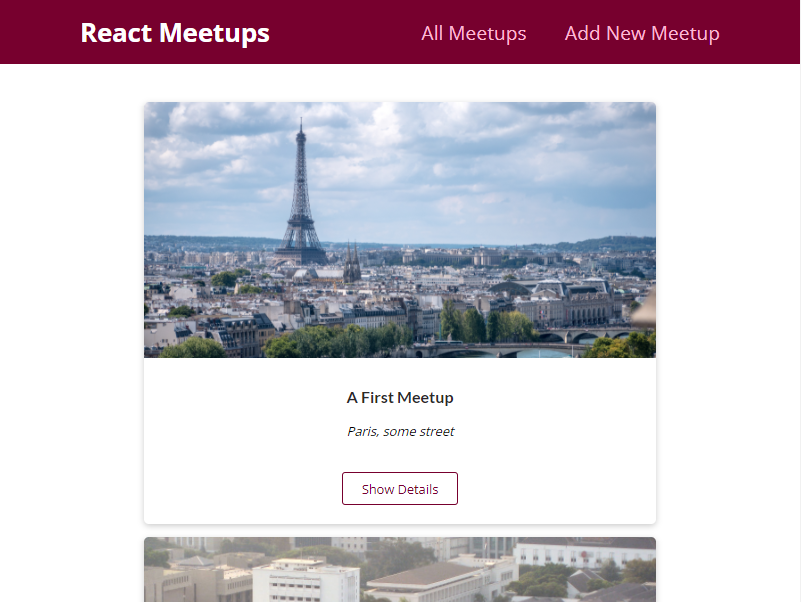 React Meetups
All Meetups
Add New Meetup
A First Meetup
Paris, some street
Show Details